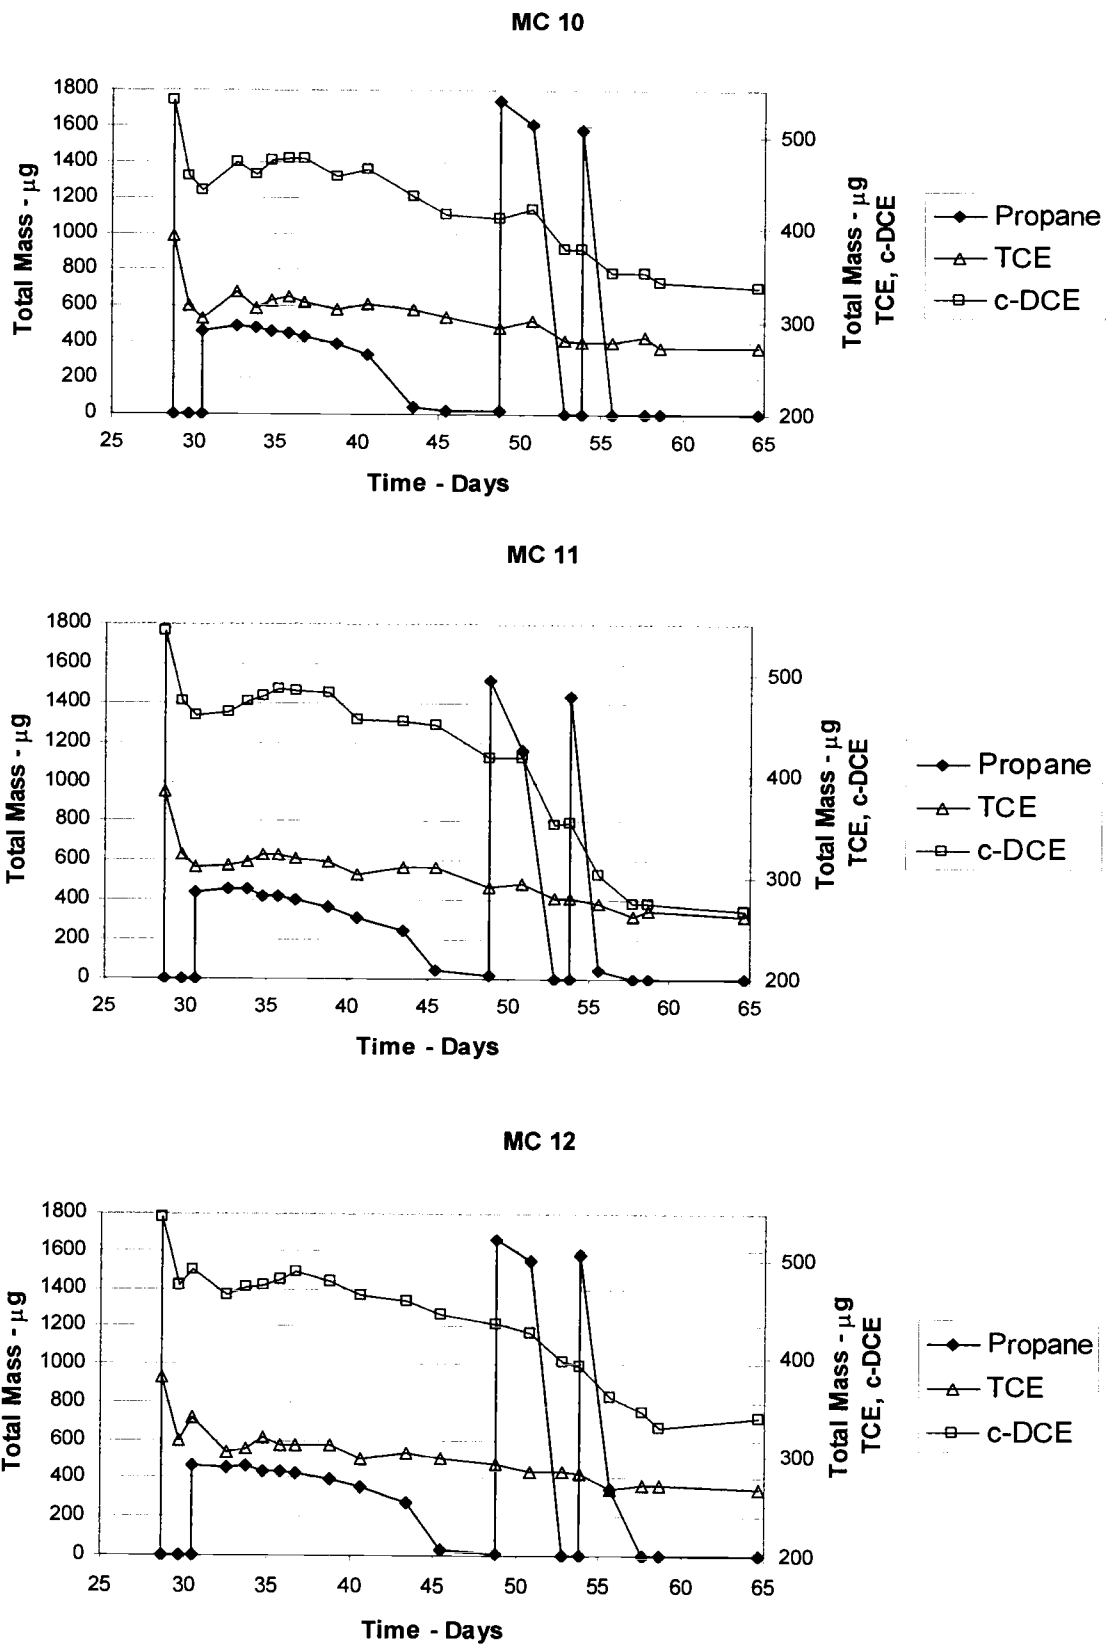 MC 10
1800
1600
1400
1200
1000
800
600
400
200
0
Total Mass - µg
500
400
300
200
Total Mass - µg
TCE, c-DCE
25 30 35 40 45 50 55 60 65
Time - Days
Propane
TCE
c-DCE
MC 11
1800
1600
1400
1200
1000
800
600
400
200
0
Total Mass - µg
500
400
300
200
Total Mass - µg
TCE, c-DCE
25 30 35 40 45 50 55 60 65
Time - Days
Propane
TCE
c-DCE
MC 12
1800
1600
1400
1200
1000
800
600
400
200
0
Total Mass - µg
500
400
300
200
Total Mass - µg
TCE, c-DCE
25 30 35 40 45 50 55 60 65
Time - Days
Propane
TCE
c-DCE